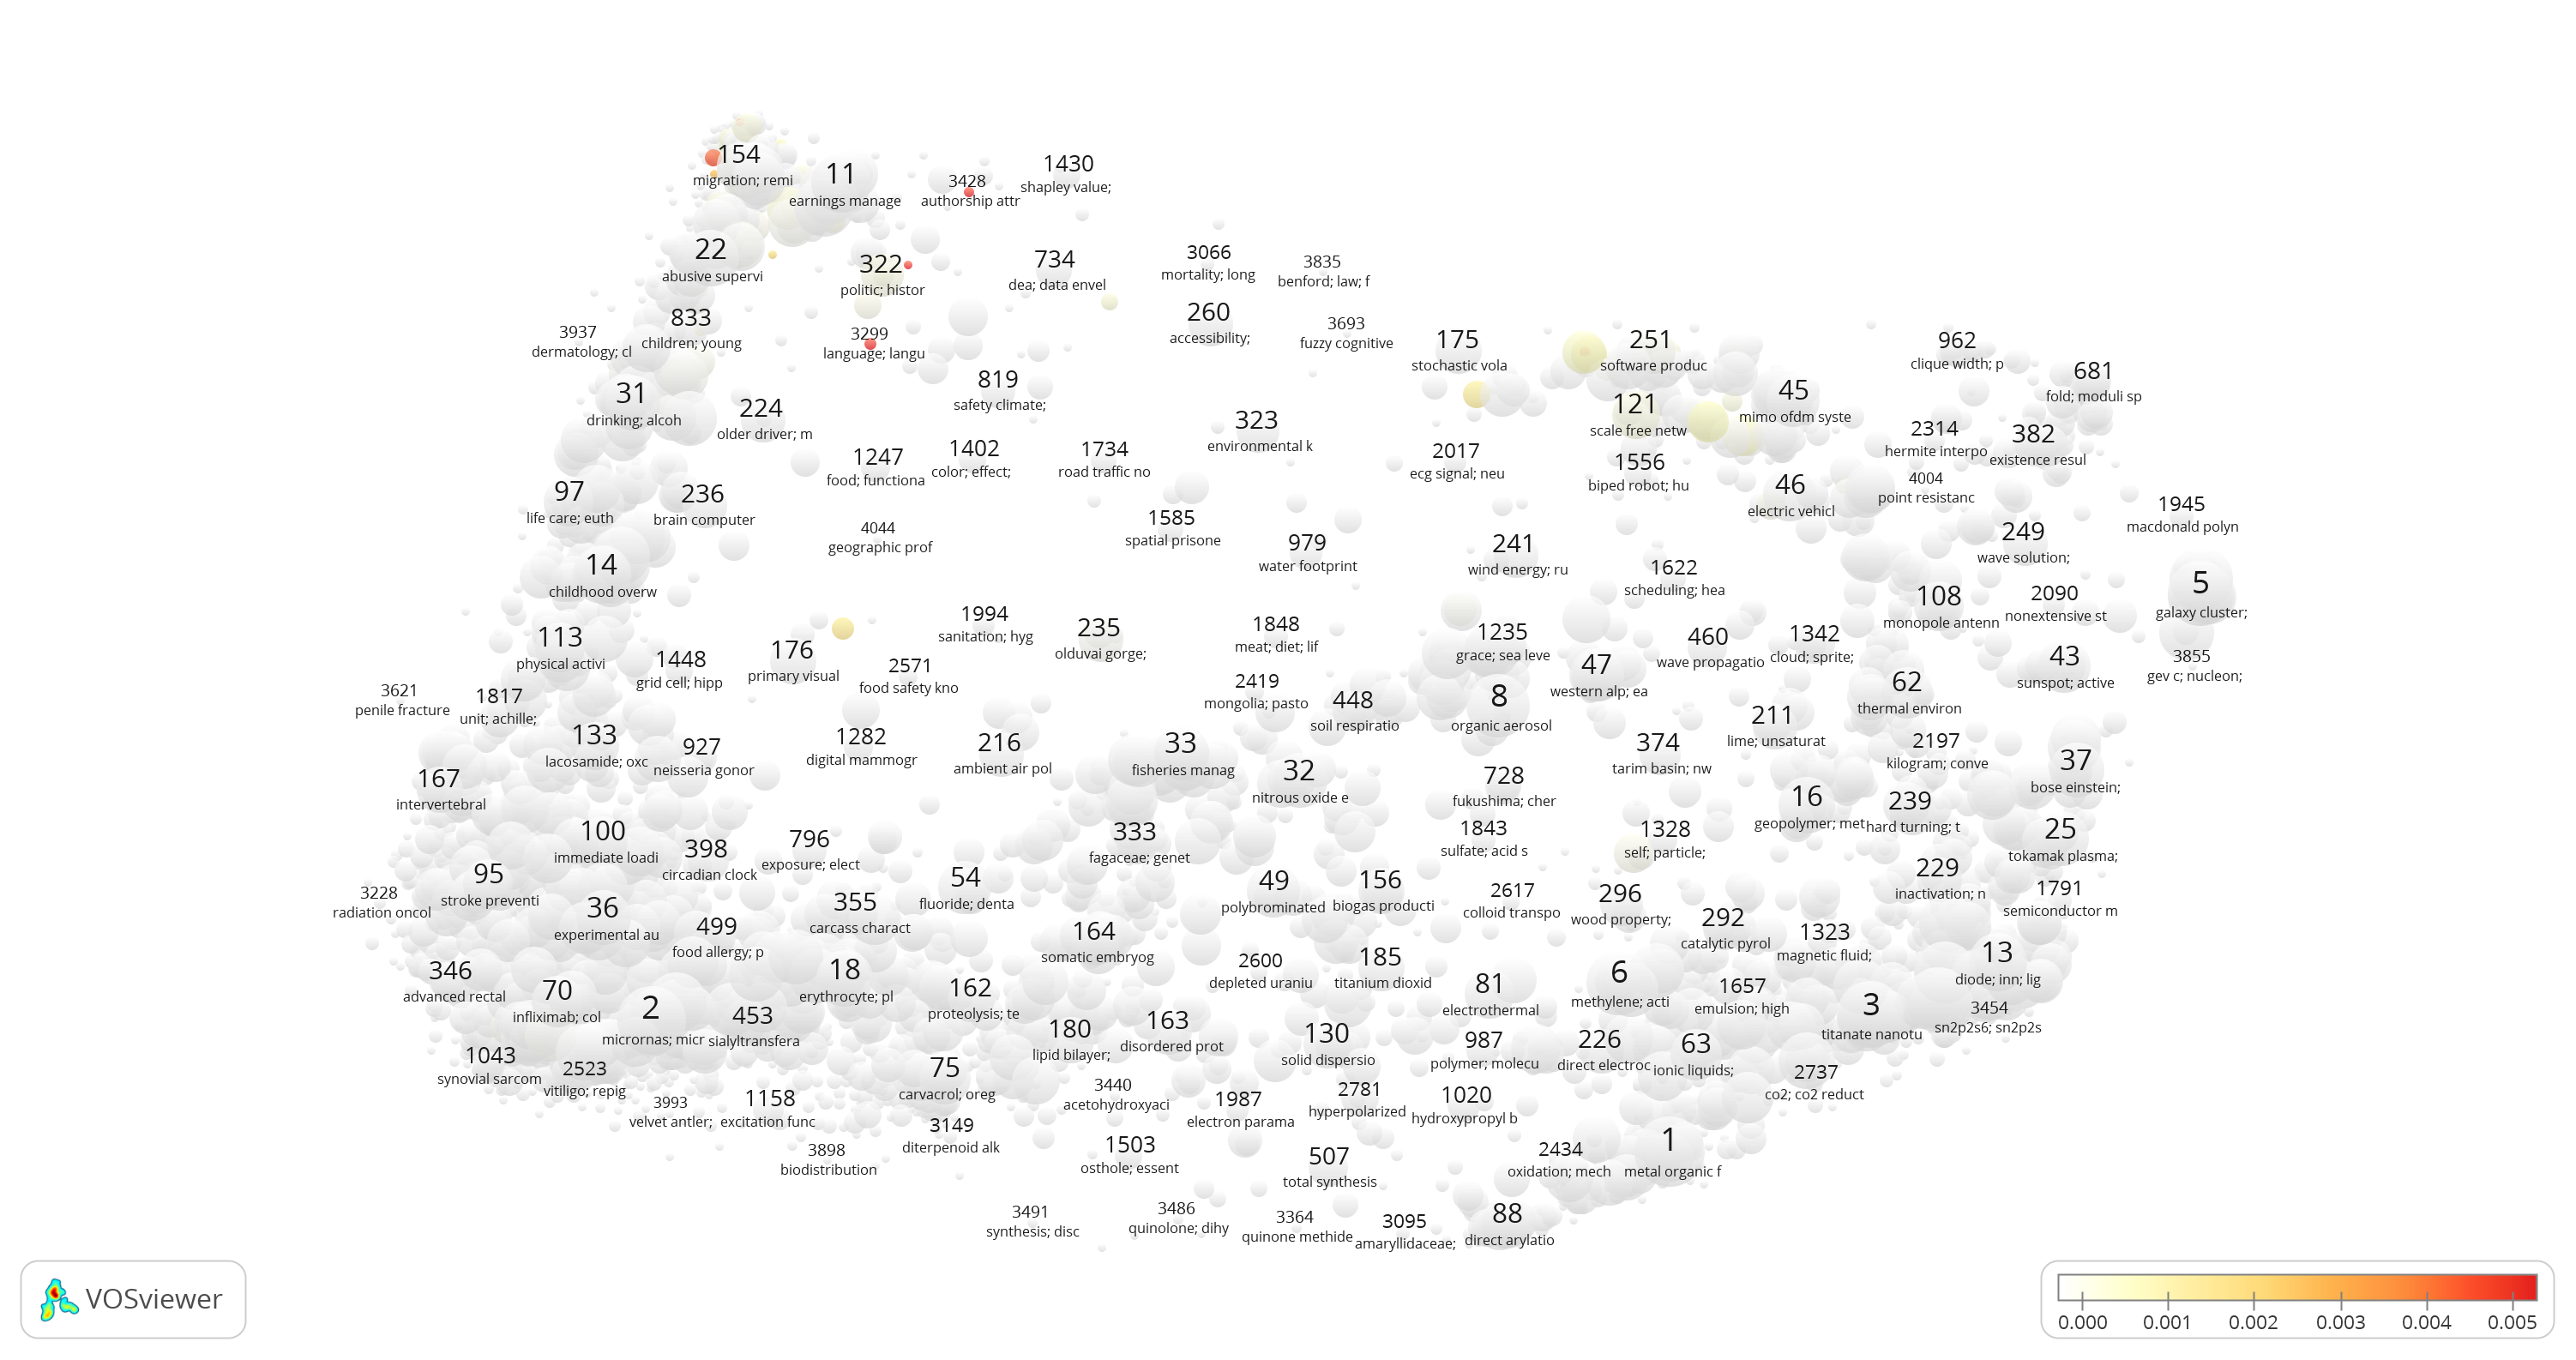 154
migration; remi
11
earnings manage
3428
authorship attr
1430
shapley value;
22
abusive supervi
322
politic; histor
734
dea; data envel
3066
mortality; long
3835
benford; law; f
833
children; young
3937
dermatology; cl
3299
language; langu
260
accessibility;
3693
fuzzy cognitive
175
stochastic vola
251
software produc
962
clique width; p
681
fold; moduli sp
31
drinking; alcoh
224
older driver; m
819
safety climate;
323
environmental k
121
scale free netw
45
mimo ofdm syste
2314
hermite interpo
382
existence resul
1247
food; functiona
1402
color; effect;
1734
road traffic no
2017
ecg signal; neu
1556
biped robot; hu
46
electric vehicl
4004
point resistanc
1945
macdonald polyn
97
life care; euth
236
brain computer
4044
geographic prof
1585
spatial prisone
979
water footprint
241
wind energy; ru
249
wave solution;
14
childhood overw
1622
scheduling; hea
108
monopole antenn
2090
nonextensive st
5
galaxy cluster;
113
physical activi
1448
grid cell; hipp
176
primary visual
1994
sanitation; hyg
2571
food safety kno
235
olduvai gorge;
1848
meat; diet; lif
1235
grace; sea leve
47
western alp; ea
460
wave propagatio
1342
cloud; sprite;
43
sunspot; active
3855
gev c; nucleon;
3621
penile fracture
1817
unit; achille;
2419
mongolia; pasto
448
soil respiratio
8
organic aerosol
62
thermal environ
133
lacosamide; oxc
927
neisseria gonor
1282
digital mammogr
216
ambient air pol
33
fisheries manag
32
nitrous oxide e
374
tarim basin; nw
211
lime; unsaturat
2197
kilogram; conve
37
bose einstein;
167
intervertebral
728
fukushima; cher
16
geopolymer; met
239
hard turning; t
100
immediate loadi
398
circadian clock
796
exposure; elect
333
fagaceae; genet
1843
sulfate; acid s
1328
self; particle;
25
tokamak plasma;
95
stroke preventi
3228
radiation oncol
54
fluoride; denta
49
polybrominated
156
biogas producti
2617
colloid transpo
296
wood property;
229
inactivation; n
1791
semiconductor m
36
experimental au
499
food allergy; p
355
carcass charact
164
somatic embryog
292
catalytic pyrol
1323
magnetic fluid;
13
diode; inn; lig
346
advanced rectal
70
infliximab; col
2
micrornas; micr
453
sialyltransfera
18
erythrocyte; pl
162
proteolysis; te
2600
depleted uraniu
185
titanium dioxid
81
electrothermal
6
methylene; acti
1657
emulsion; high
3
titanate nanotu
3454
sn2p2s6; sn2p2s
180
lipid bilayer;
163
disordered prot
130
solid dispersio
987
polymer; molecu
226
direct electroc
63
ionic liquids;
1043
synovial sarcom
2523
vitiligo; repig
75
carvacrol; oreg
3440
acetohydroxyaci
1987
electron parama
2781
hyperpolarized
1020
hydroxypropyl b
2737
co2; co2 reduct
3993
velvet antler;
1158
excitation func
3149
diterpenoid alk
3898
biodistribution
1503
osthole; essent
507
total synthesis
2434
oxidation; mech
1
metal organic f
3491
synthesis; disc
3486
quinolone; dihy
3364
quinone methide
3095
amaryllidaceae;
88
direct arylatio
VOSviewer
0.000 0.001 0.002 0.003 0.004 0.005